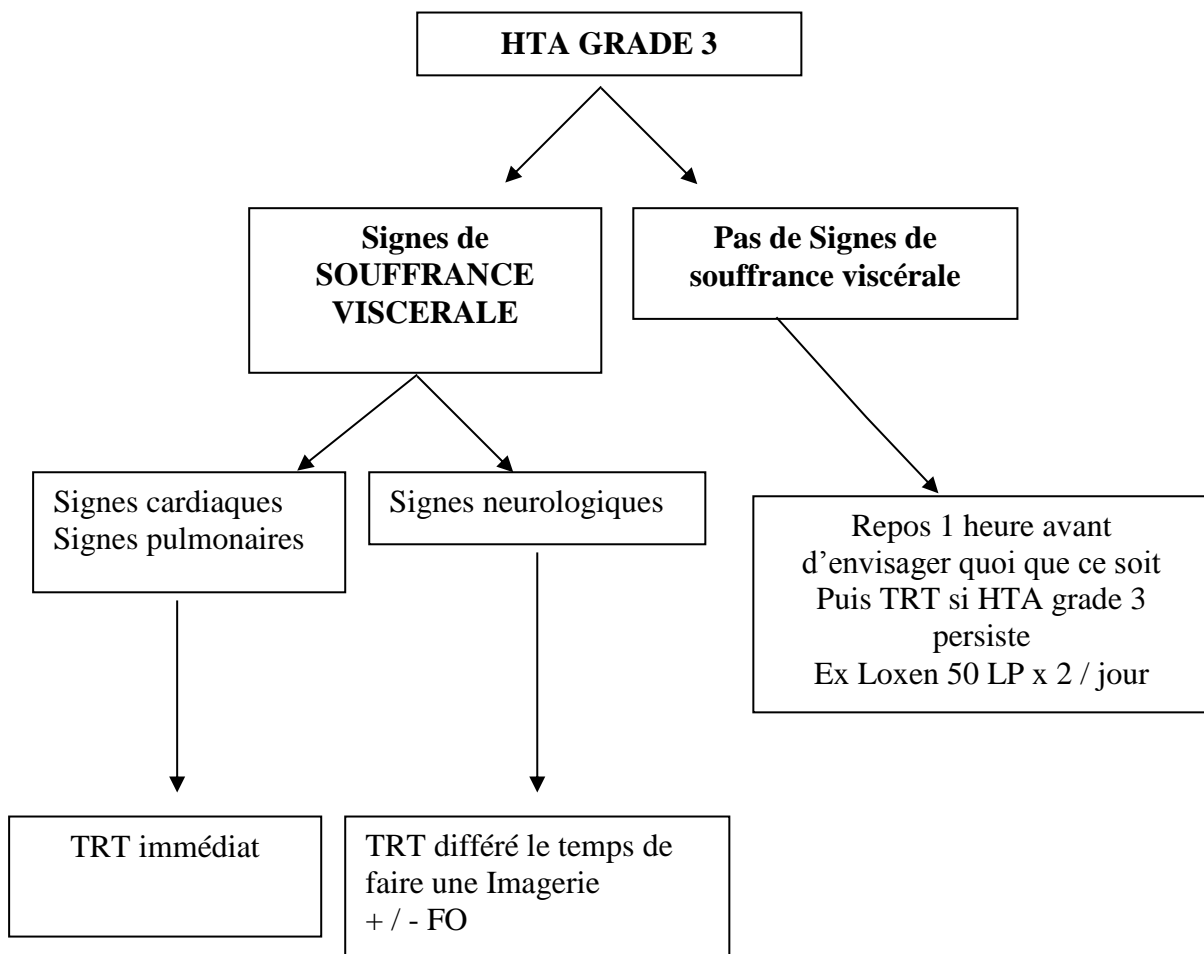 HTA GRADE 3
Signes de
SOUFFRANCE
VISCERALE
Pas de Signes de
souffrance viscérale
Signes cardiaques
Signes pulmonaires
Signes neurologiques
Repos 1 heure avant
d’envisager quoi que ce soit
Puis TRT si HTA grade 3
persiste
Ex Loxen 50 LP x 2 / jour
TRT immédiat
TRT différé le temps de
faire une Imagerie
+ / - FO